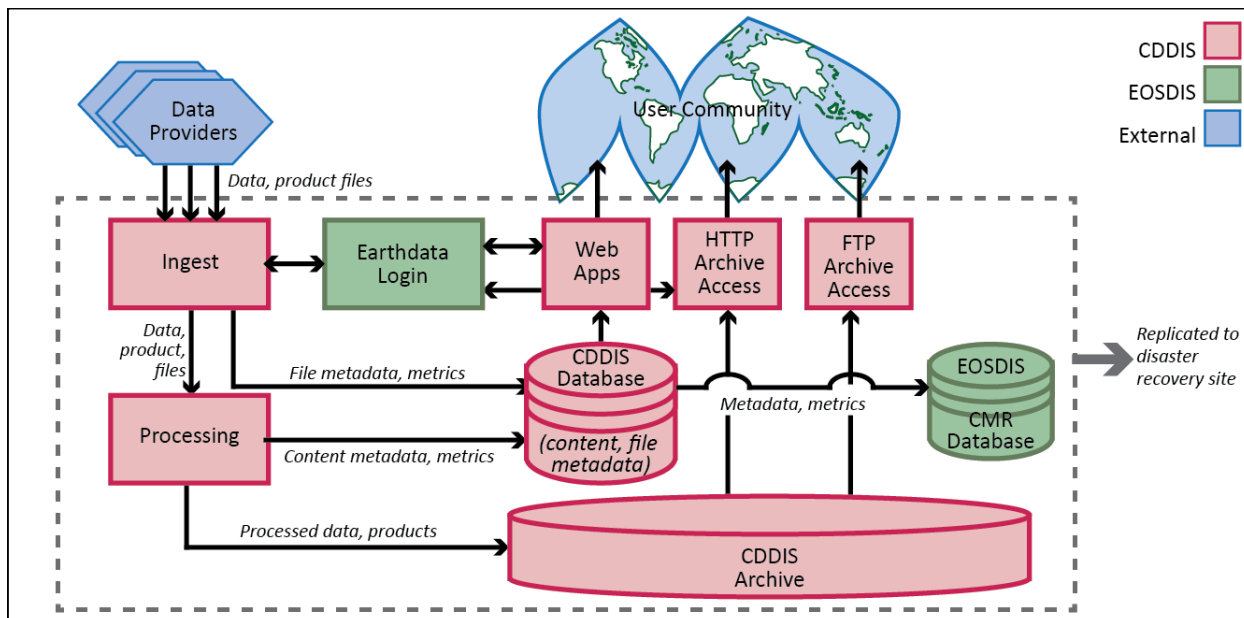 Data
Providers
Data, product files
User Community
CDDIS
EOSDIS
External
Ingest
Earthdata
Login
Web
Apps
HTTP
Archive
Access
FTP
Archive
Access
Data,
product,
files
File metadata, metrics
CDDIS
Database
(content, file
metadata)
Metadata, metrics
EOSDIS
CMR
Database
Replicated to
disaster
recovery site
Processing
Content metadata, metrics
Processed data, products
CDDIS
Archive